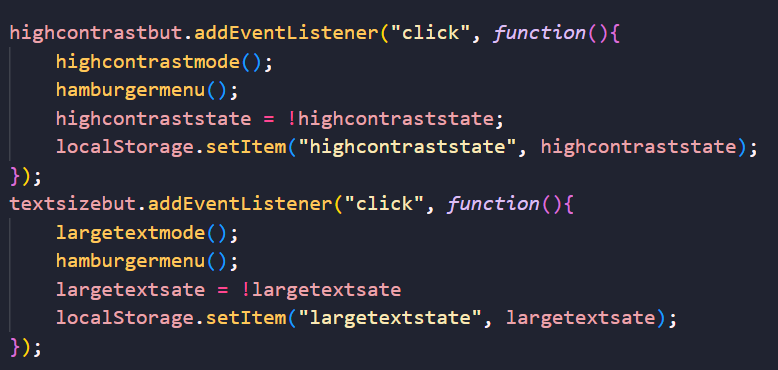 highcontrastbut.addEventListener("click", function(){
    highcontrastmode();
    hamburgermenu();
    highcontraststate = !highcontraststate;
    localStorage.setItem("highcontraststate", highcontraststate);
});
textsizebut.addEventListener("click", function(){
    largetextmode();
    hamburgermenu();
    largetextsate = !largetextsate
    localStorage.setItem("largetextstate", largetextsate);
});